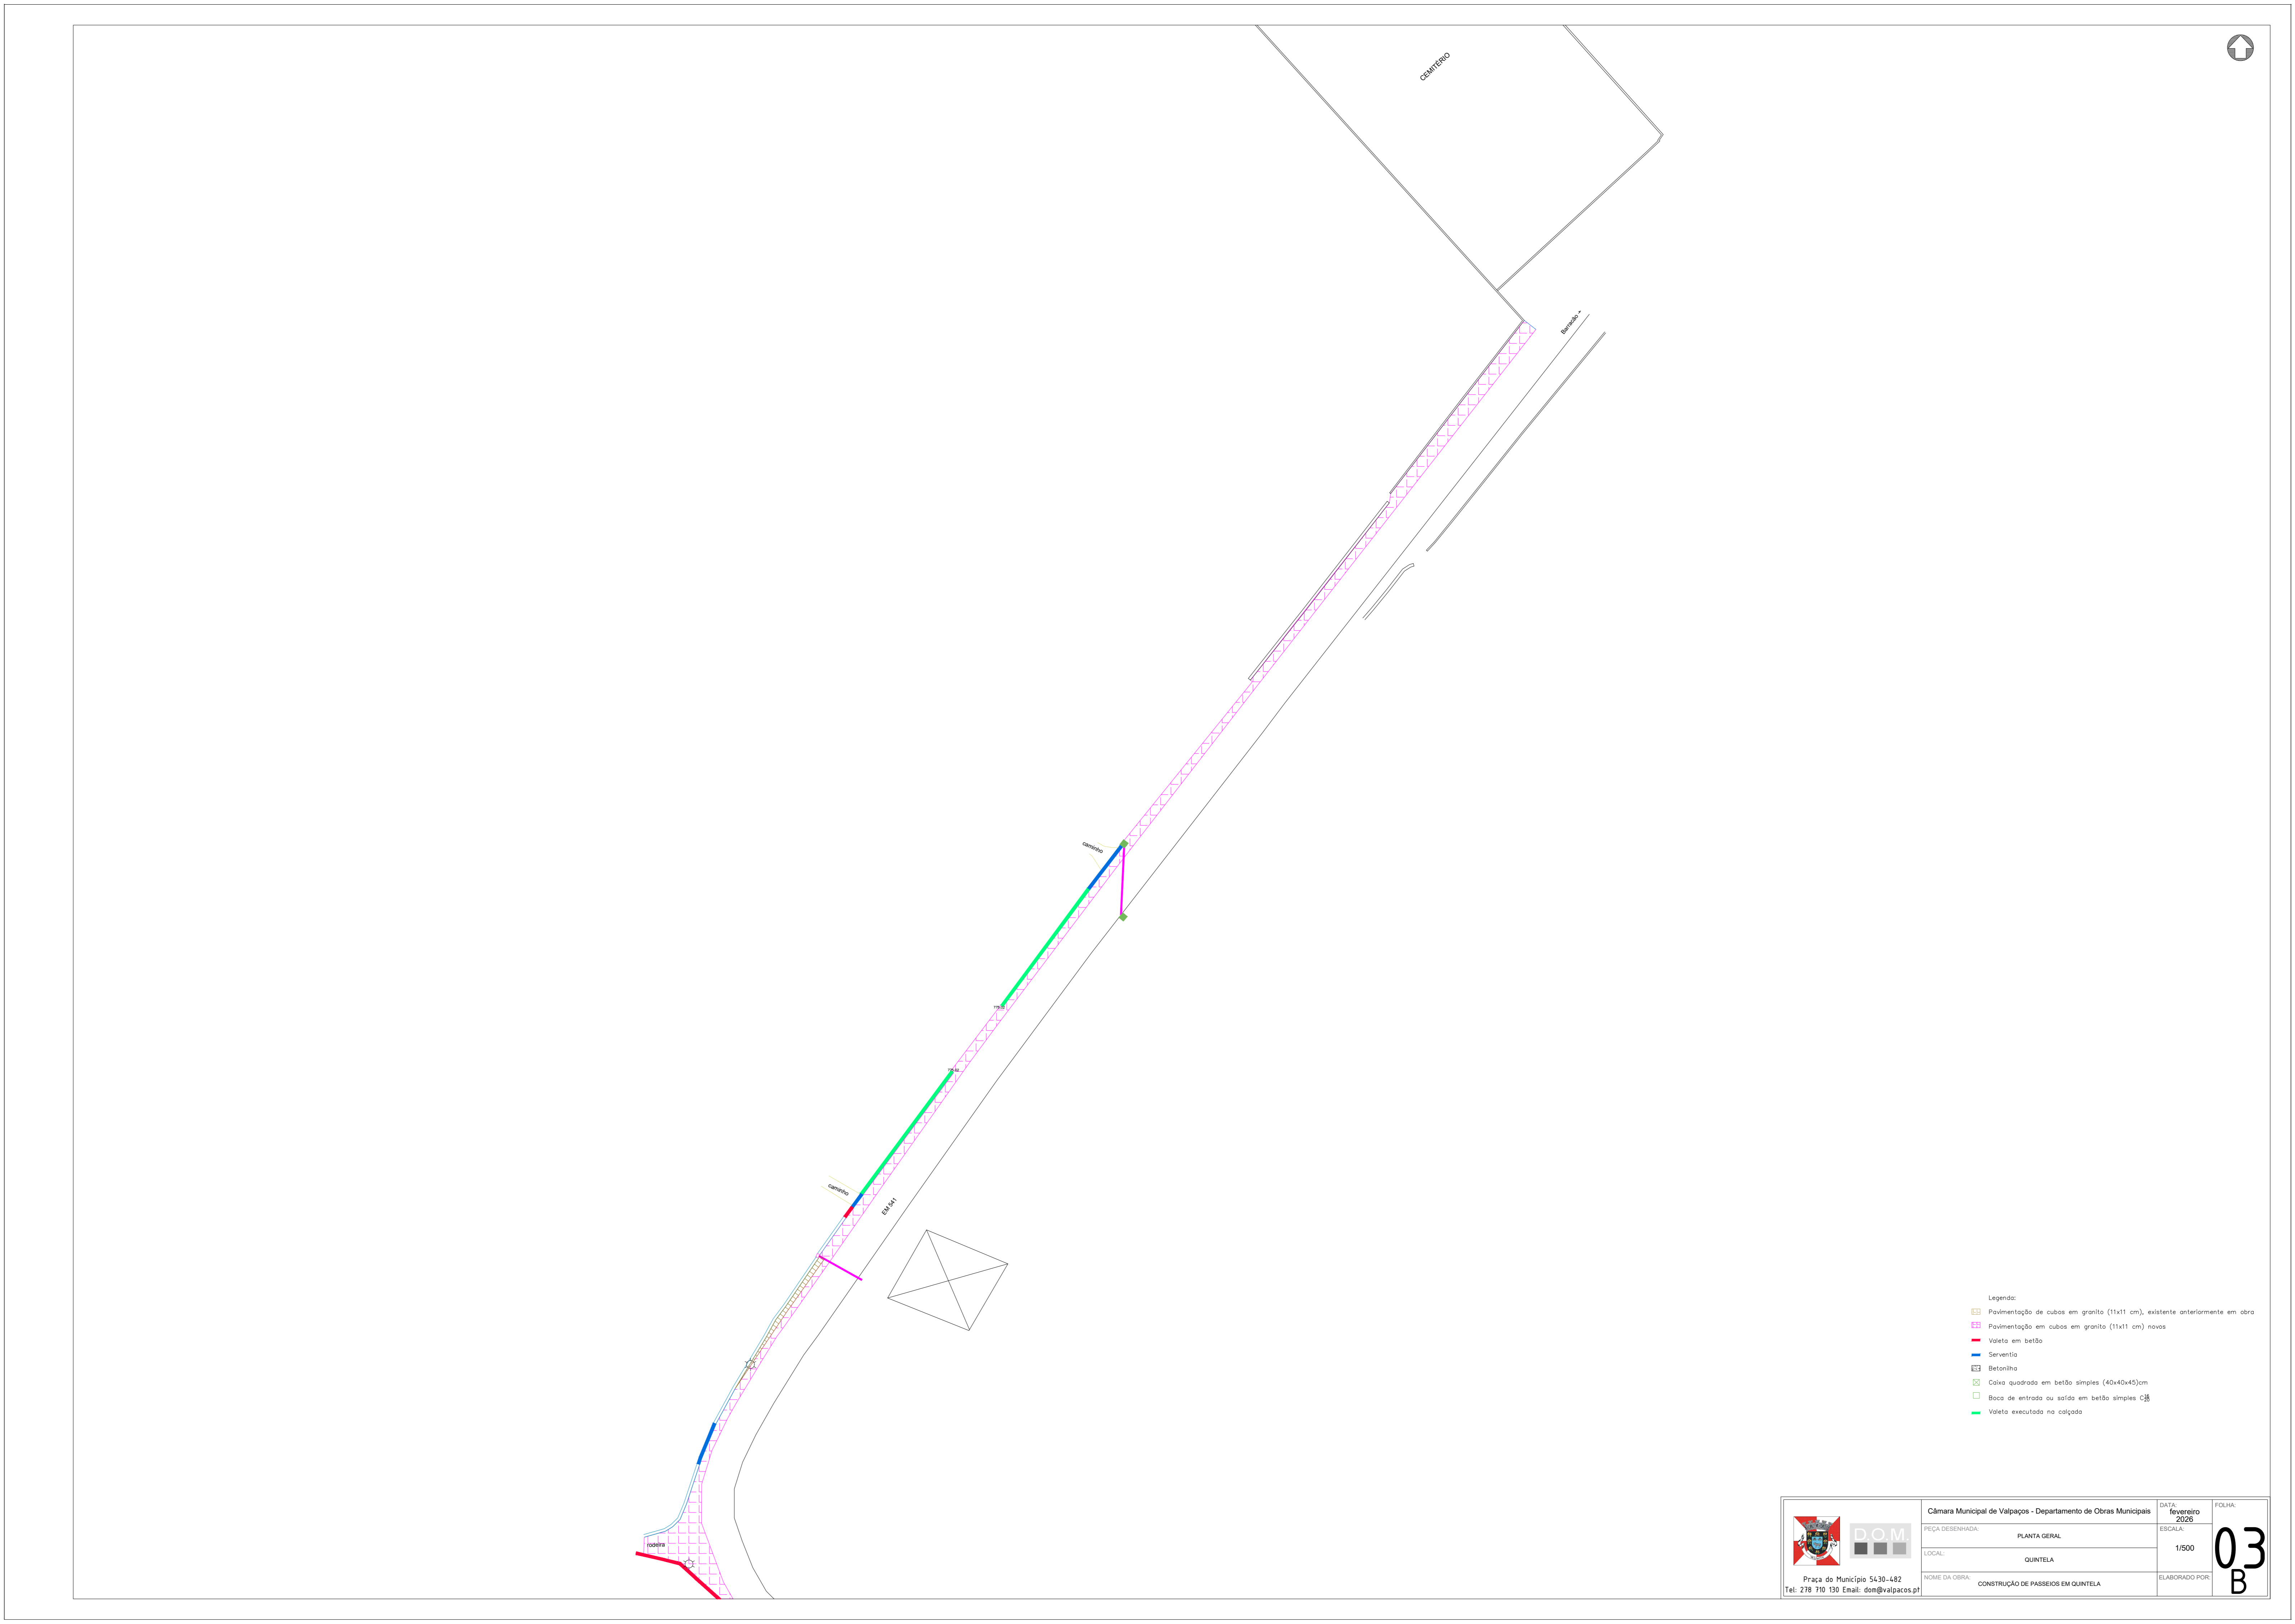 CEMITÉRIO
Barracão
caminho
caminho
EM 541
rodeira
Legenda:
Pavimentação de cubos em granito (11x11 cm), existente anteriormente em obra
Pavimentação em cubos em granito (11x11 cm) novos
Valeta em betão
Serventia
Betonilha
Caixa quadrada em betão simples (40x40x45)cm
Boca de entrada ou saída em betão simples C
Valeta executada na calçada
D.O.M.
Praça do Município 5430-482
Tel: 278 710 130 Email: dom@valpacos.pt
Câmara Municipal de Valpaços - Departamento de Obras Municipais
PEÇA DESENHADA:
PLANTA GERAL
LOCAL:
QUINTELA
NOME DA OBRA:
CONSTRUÇÃO DE PASSEIOS EM QUINTELA
DATA:
fevereiro
2026
ESCALA:
1/500
ELABORADO POR:
FOLHA:
03
B